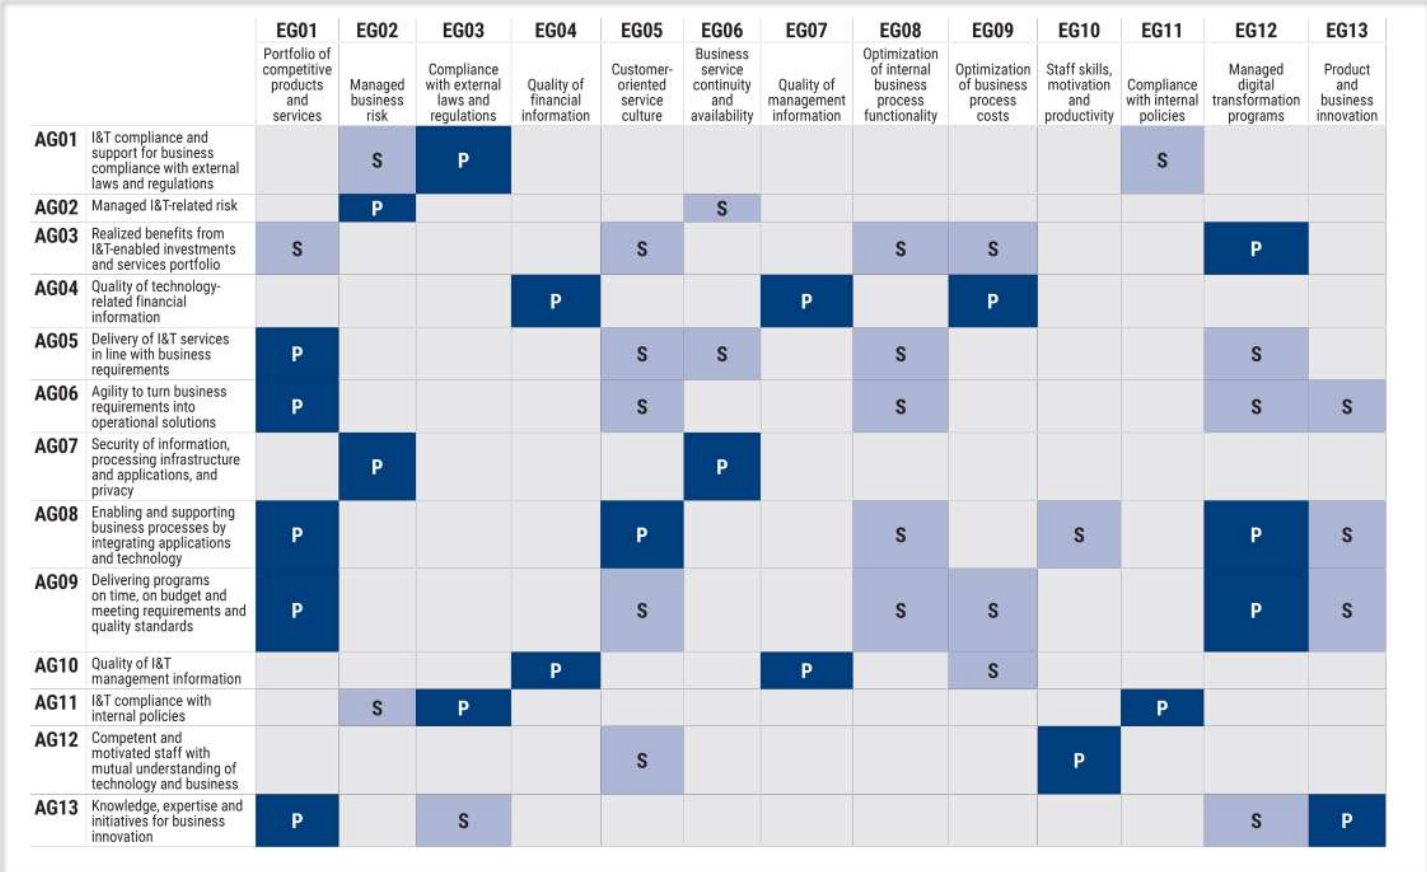 EG01 EG02 EG03 EG04 EG05 EG06 EG07 EG08 EG09 EG10 EG11 EG12 EG13
Portfolio of
competitive
products
and
services
Managed
business
risk
Compliance
with external
laws and
regulations
Quality of
financial
information
Customer-
oriented
service
culture
Business
service
continuity
and
availability
Quality of
management
information
Optimization
of internal
business
process
functionality
Optimization
of business
process
costs
Staff skills,
motivation
and
productivity
Compliance
with internal
policies
Managed
digital
transformation
programs
Product
and
business
innovation
AG01 I&T compliance and
support for business
compliance with external
laws and regulations
S P S
AG02 Managed I&T-related risk
P S
AG03 Realized benefits from
I&T-enabled investments
and services portfolio
S S S S P
AG04 Quality of technology-
related financial
information
P P P
AG05 Delivery of I&T services
in line with business
requirements
P S S S S
AG06 Agility to turn business
requirements into
operational solutions
P S S S S
AG07 Security of information,
processing infrastructure
and applications, and
privacy
P P
AG08 Enabling and supporting
business processes by
integrating applications
and technology
P P S S P S
AG09 Delivering programs
on time, on budget and
meeting requirements and
quality standards
P S S S P S
AG10 Quality of I&T
management information
P P S
AG11 I&T compliance with
internal policies
S P P
AG12 Competent and
motivated staff with
mutual understanding of
technology and business
S P
AG13 Knowledge, expertise and
initiatives for business
innovation
P S S P